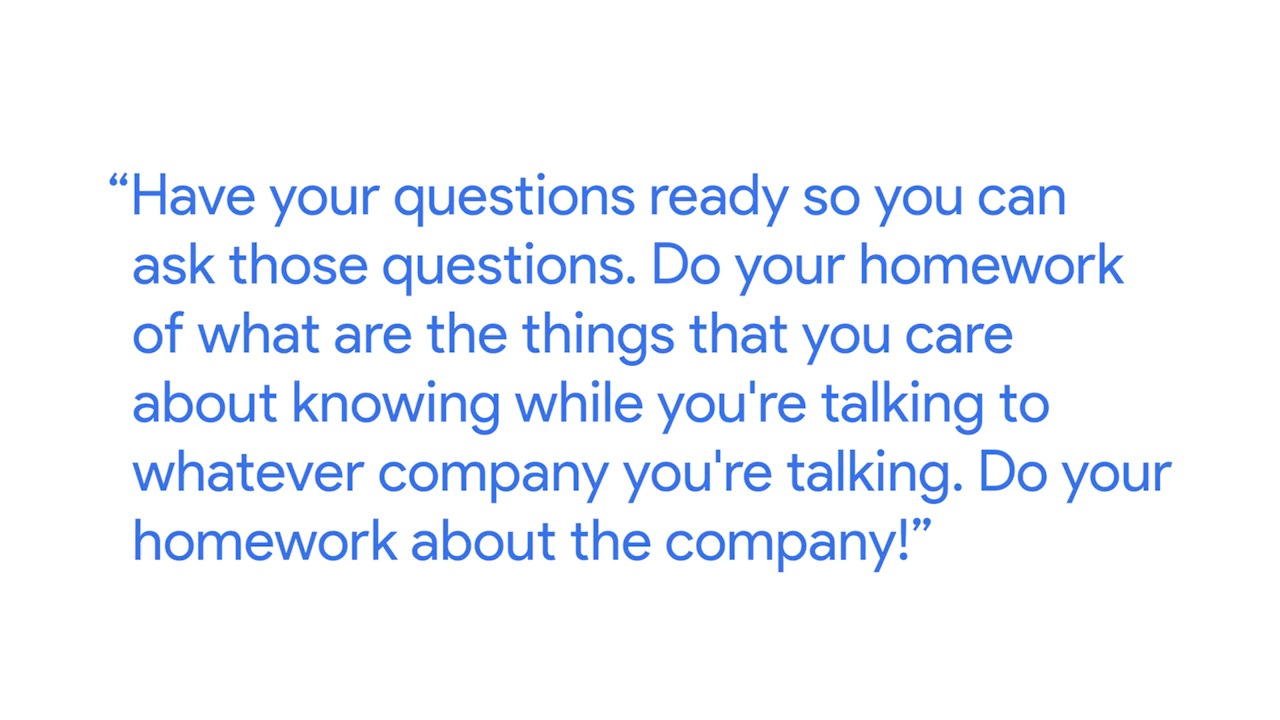 “Have your questions ready so you can
ask those questions. Do your homework
of what are the things that you care
about knowing while you're talking to
whatever company you're talking. Do your
homework about the company!”